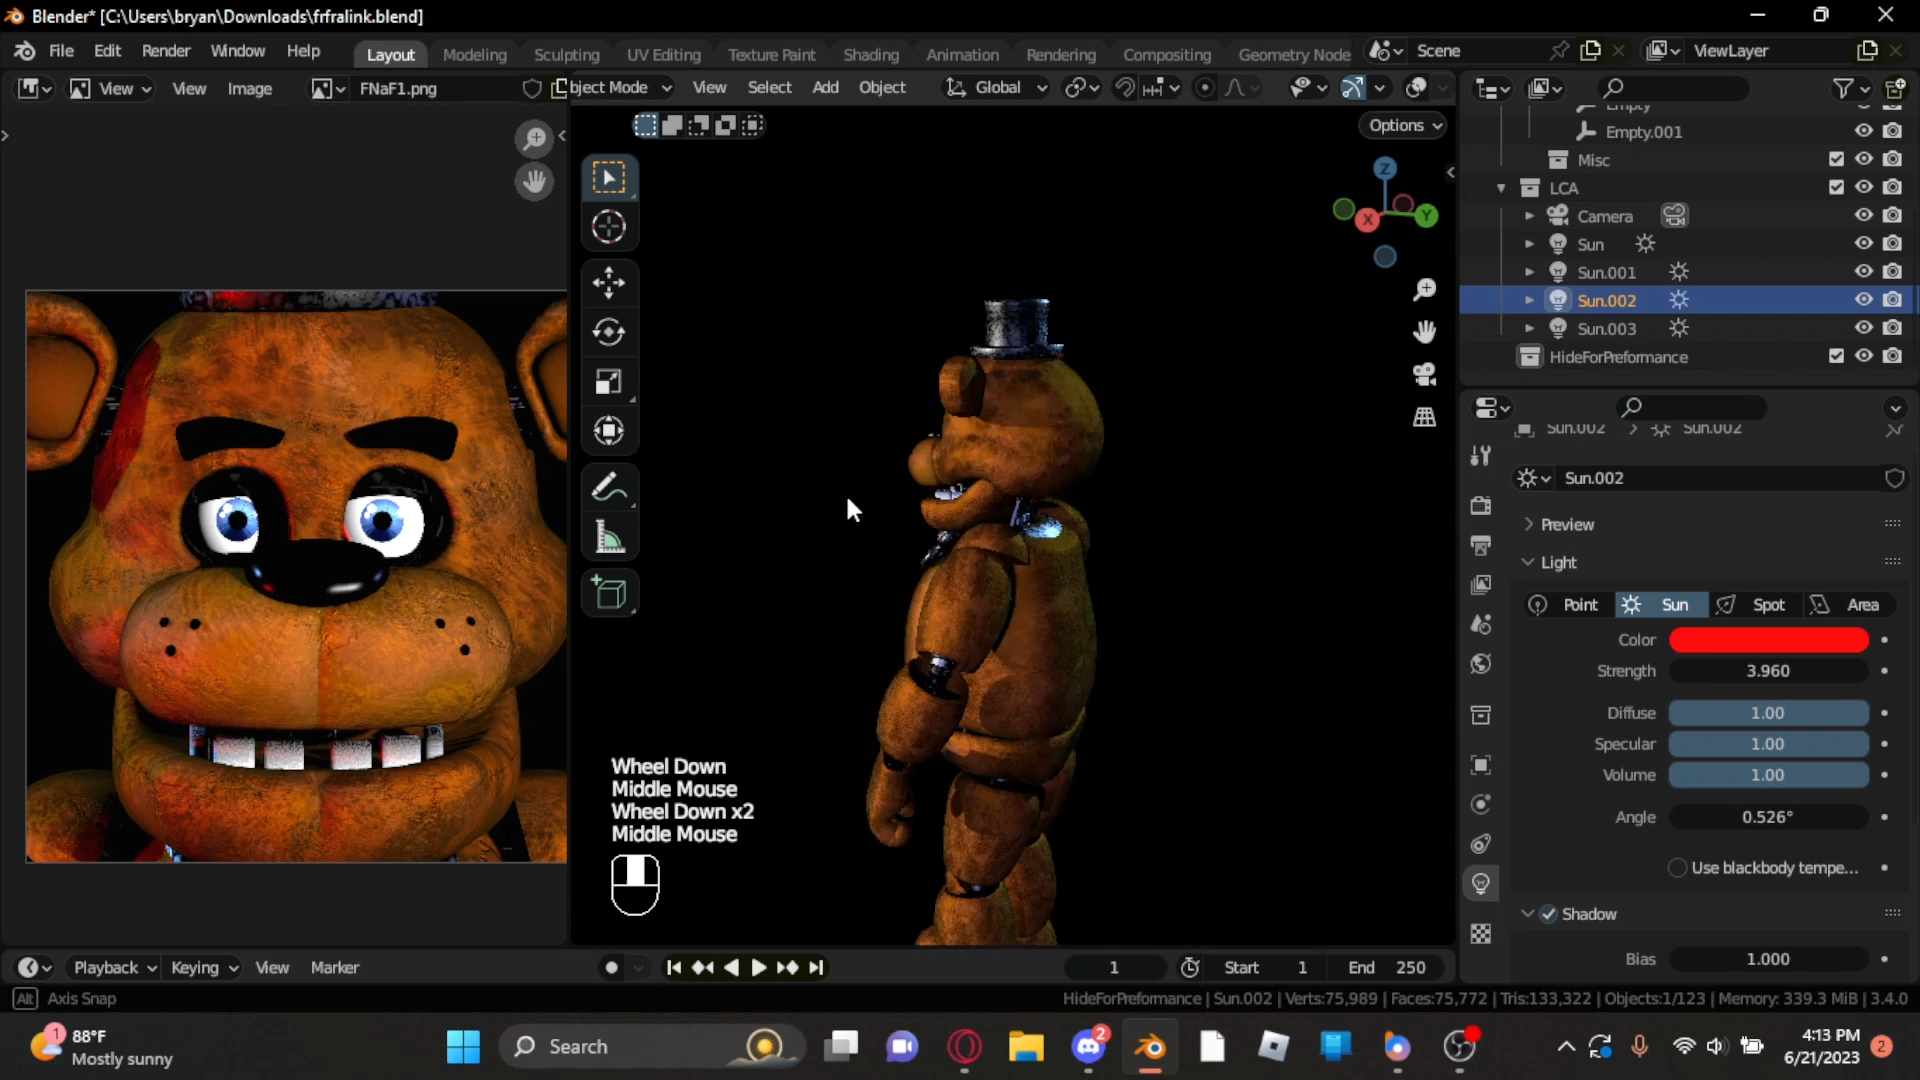 Blender* [C:\Users\bryan\Downloads\frfralink.blend]
File Edit Render Window Help Layout Modeling Sculpting UV Editing Texture Paint Shading Animation Rendering Compositing Geometry Node Scene ViewLayer
View View Image FNaF1.png bject Mode View Select Add Object Global
Options
Empty
Empty.001
Misc
LCA
Camera
Sun
Sun.001
Sun.002
Sun.003
HideForPreformance
Z
X
Y
Sun.002 Sun.002
Sun.002
Preview
Light
Point Sun Spot Area
Color
Strength 3.960
Diffuse 1.00
Specular 1.00
Volume 1.00
Angle 0.526°
Use blackbody tempe...
Shadow
Bias 1.000
Wheel Down
Middle Mouse
Wheel Down x2
Middle Mouse
Playback Keying View Marker 1 Start 1 End 250
Alt Axis Snap HideForPreformance | Sun.002 | Verts:75,989 | Faces:75,772 | Tris:133,322 | Objects:1/123 | Memory: 339.3 MiB | 3.4.0
1 88°F
Mostly sunny
Search
2
4:13 PM
6/21/2023
2